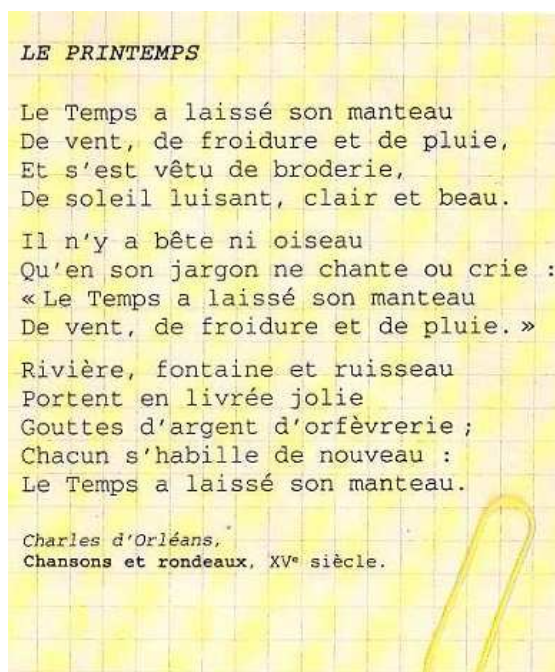 LE PRINTEMPS
Le Temps a laissé son manteau
De vent, de froidure et de pluie,
Et s'est vêtu de broderie,
De soleil luisant, clair et beau.
Il n'y a bête ni oiseau
Qu'en son jargon ne chante ou crie :
« Le Temps a laissé son manteau
De vent, de froidure et de pluie. »
Rivière, fontaine et ruisseau
Portent en livrée jolie
Gouttes d'argent d'orfèvrerie ;
Chacun s'habille de nouveau :
Le Temps a laissé son manteau.
Charles d'Orléans,
Chansons et rondeaux, XVe siècle.